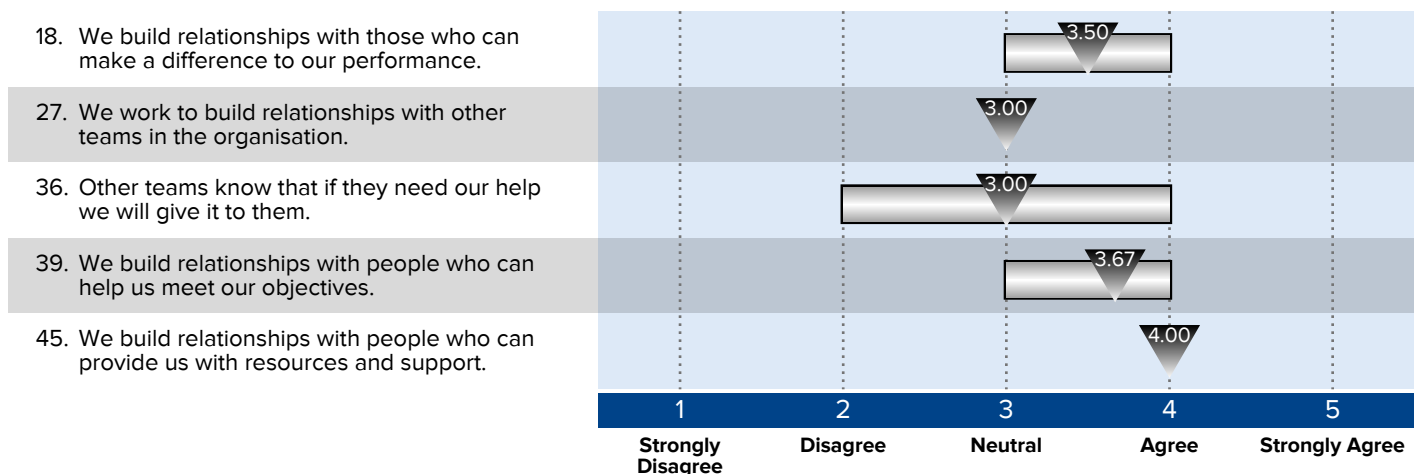 18. We build relationships with those who can
make a difference to our performance.
3.50
27. We work to build relationships with other
teams in the organisation.
3.00
36. Other teams know that if they need our help
we will give it to them.
3.00
39. We build relationships with people who can
help us meet our objectives.
3.67
45. We build relationships with people who can
provide us with resources and support.
4.00
1 2 3 4 5
Strongly Disagree Neutral Agree Strongly Agree
Disagree